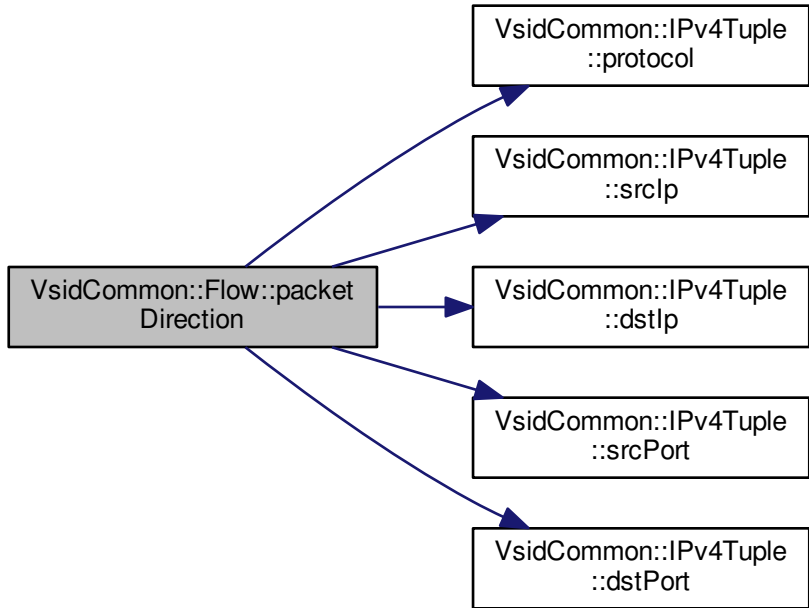 VsidCommon::IPv4Tuple
::protocol
VsidCommon::IPv4Tuple
::srcIp
VsidCommon::Flow::packet
Direction
VsidCommon::IPv4Tuple
::dstIp
VsidCommon::IPv4Tuple
::srcPort
VsidCommon::IPv4Tuple
::dstPort